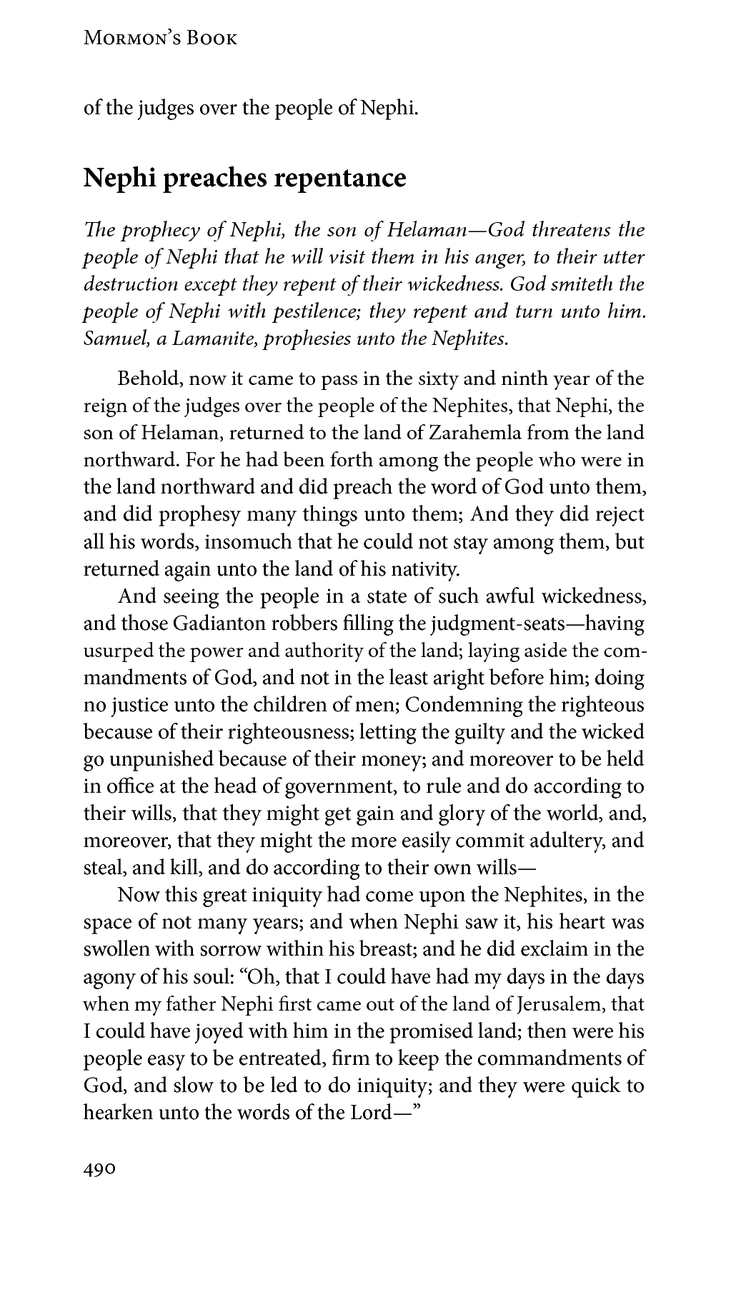 Mormon's Book
of the judges over the people of Nephi.
Nephi preaches repentance
The prophecy of Nephi, the son of Helaman—God threatens the
people of Nephi that he will visit them in his anger, to their utter
destruction except they repent of their wickedness. God smiteth the
people of Nephi with pestilence; they repent and turn unto him.
Samuel, a Lamanite, prophesies unto the Nephites.
Behold, now it came to pass in the sixty and ninth year of the
reign of the judges over the people of the Nephites, that Nephi, the
son of Helaman, returned to the land of Zarahemla from the land
northward. For he had been forth among the people who were in
the land northward and did preach the word of God unto them,
and did prophesy many things unto them; And they did reject
all his words, insomuch that he could not stay among them, but
returned again unto the land of his nativity.
And seeing the people in a state of such awful wickedness,
and those Gadianton robbers filling the judgment-seats—having
usurped the power and authority of the land; laying aside the com-
mandments of God, and not in the least aright before him; doing
no justice unto the children of men; Condemning the righteous
because of their righteousness; letting the guilty and the wicked
go unpunished because of their money; and moreover to be held
in office at the head of government, to rule and do according to
their wills, that they might get gain and glory of the world, and,
moreover, that they might the more easily commit adultery, and
steal, and kill, and do according to their own wills—
Now this great iniquity had come upon the Nephites, in the
space of not many years; and when Nephi saw it, his heart was
swollen with sorrow within his breast; and he did exclaim in the
agony of his soul: “Oh, that I could have had my days in the days
when my father Nephi first came out of the land of Jerusalem, that
I could have joyed with him in the promised land; then were his
people easy to be entreated, firm to keep the commandments of
God, and slow to be led to do iniquity; and they were quick to
hearken unto the words of the Lord—”
490